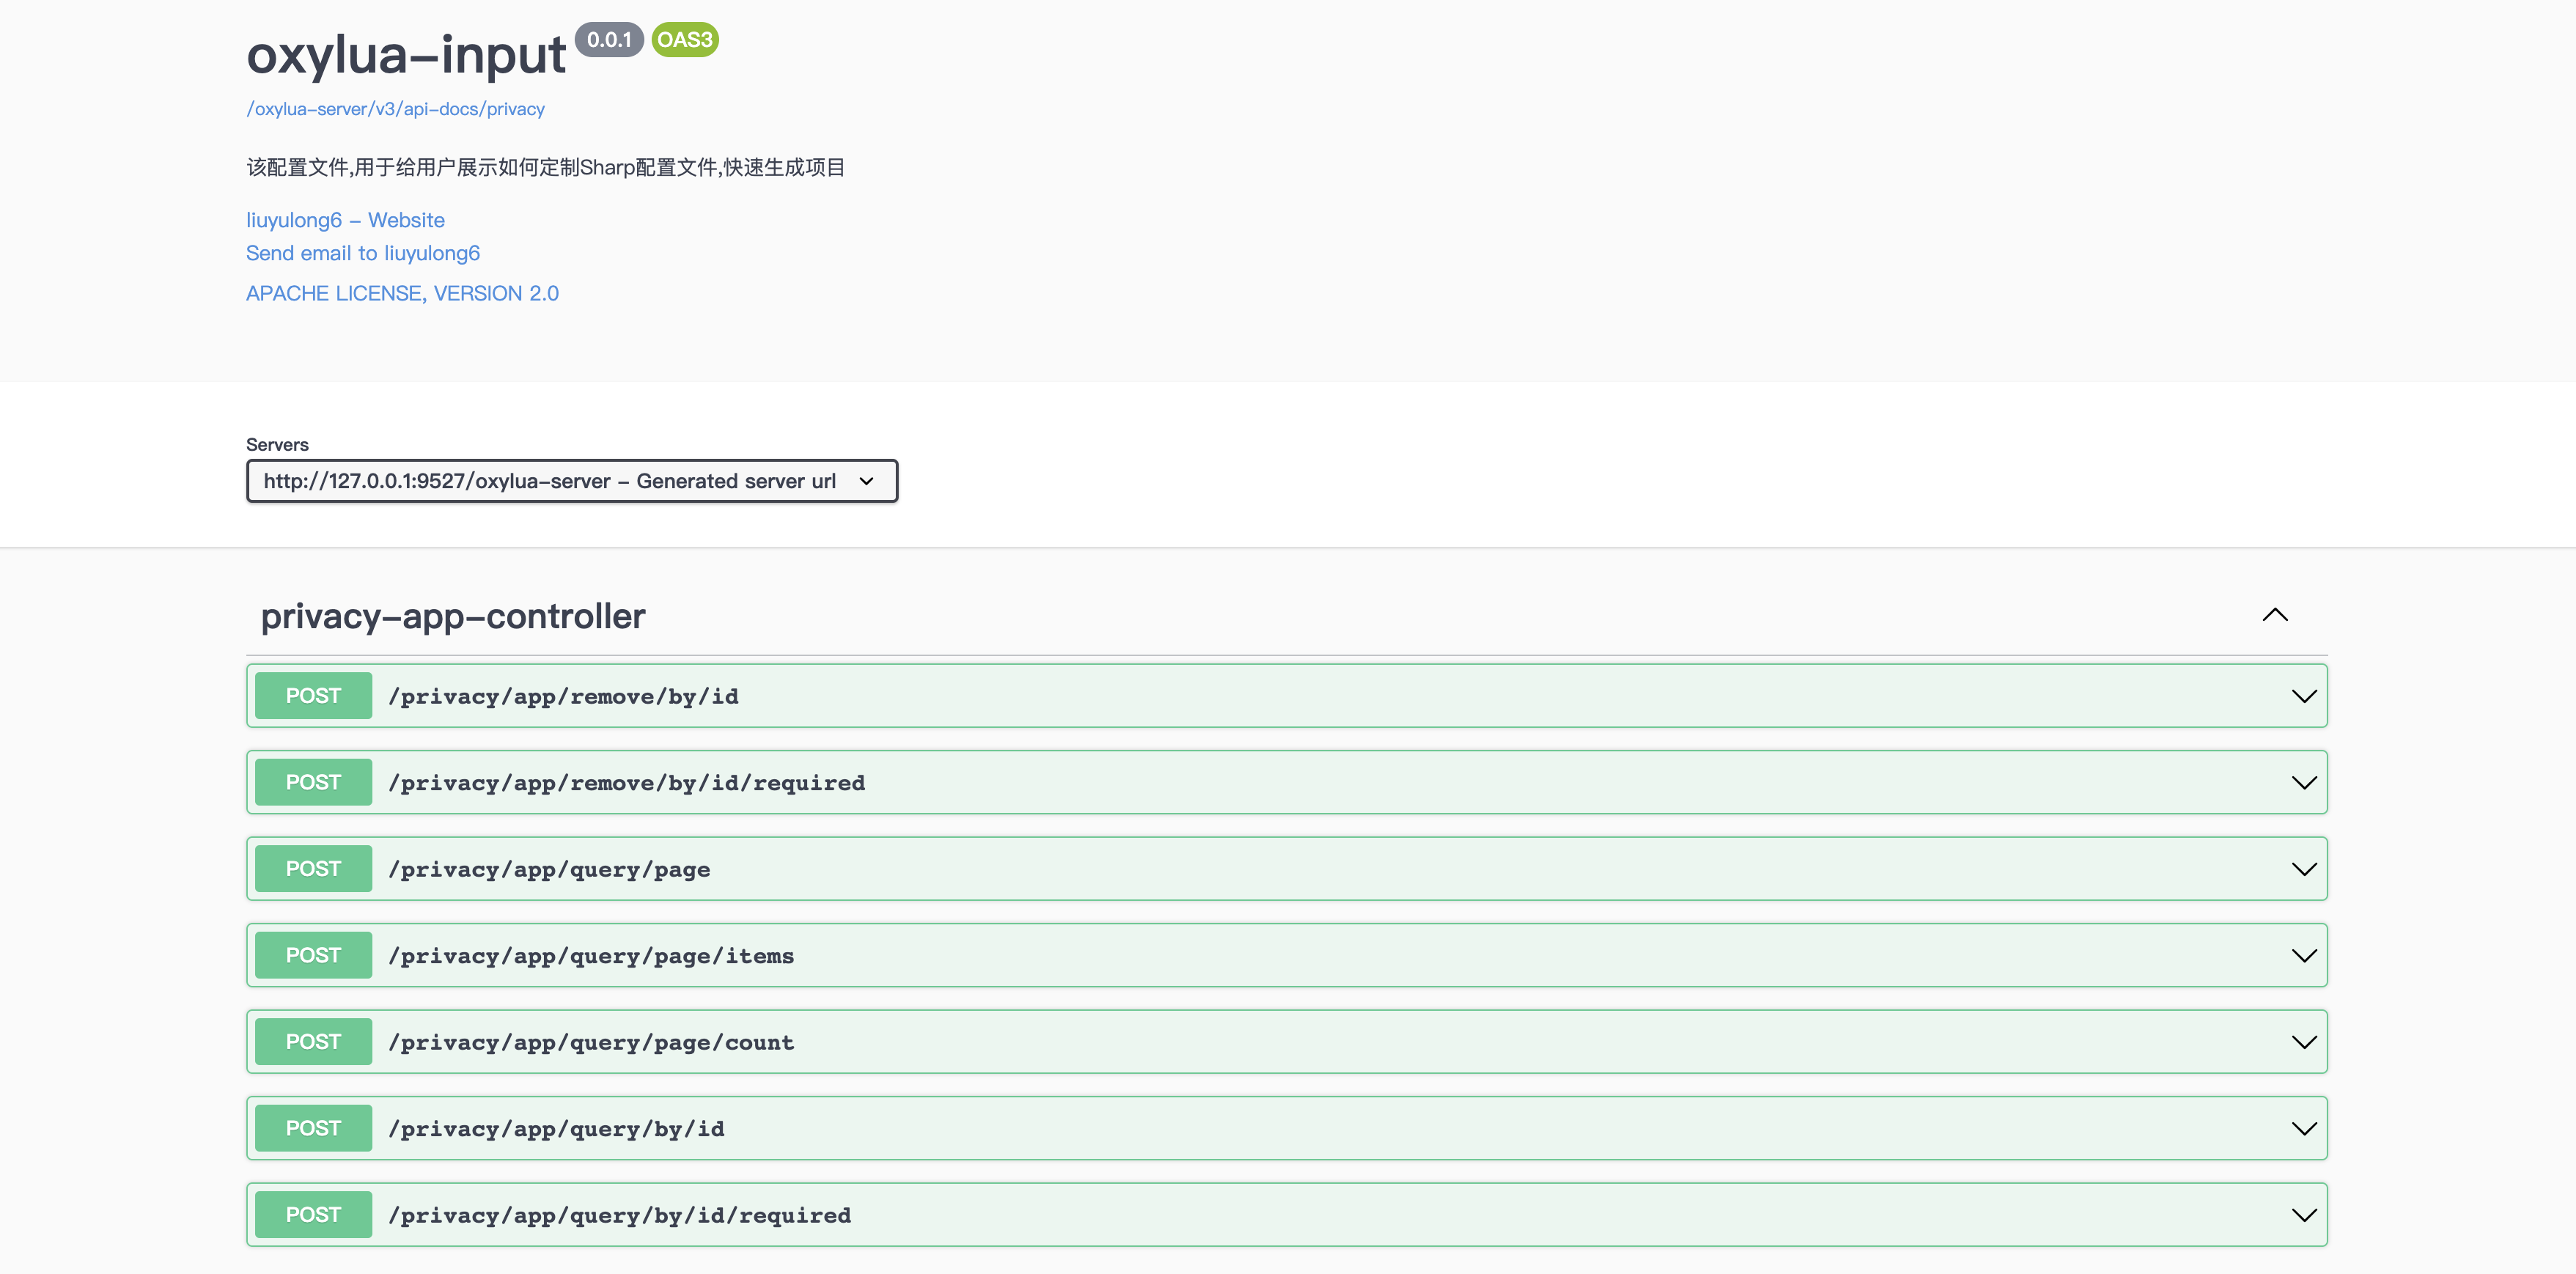 oxylua-input 0.0.1 OAS3
/oxylua-server/v3/api-docs/privacy
该配置文件,用于给用户展示如何定制Sharp配置文件,快速生成项目
liuyulong6 - Website
Send email to liuyulong6
APACHE LICENSE, VERSION 2.0
Servers
http://127.0.0.1:9527/oxylua-server - Generated server url
privacy-app-controller
POST /privacy/app/remove/by/id
POST /privacy/app/remove/by/id/required
POST /privacy/app/query/page
POST /privacy/app/query/page/items
POST /privacy/app/query/page/count
POST /privacy/app/query/by/id
POST /privacy/app/query/by/id/required